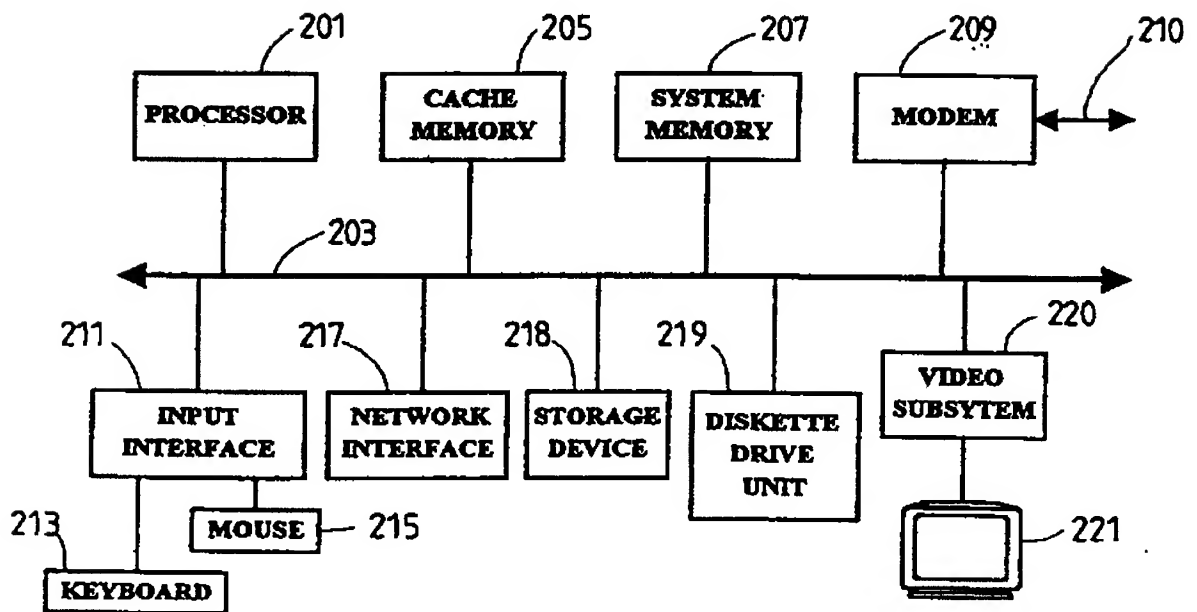 201
205
207
209
210
PROCESSOR
CACHE
MEMORY
SYSTEM
MEMORY
MODEM
203
211
217
218
219
220
INPUT
INTERFACE
NETWORK
INTERFACE
STORAGE
DEVICE
DISKETTE
DRIVE
UNIT
VIDEO
SUBSYTEM
213
MOUSE
215
221
KEYBOARD